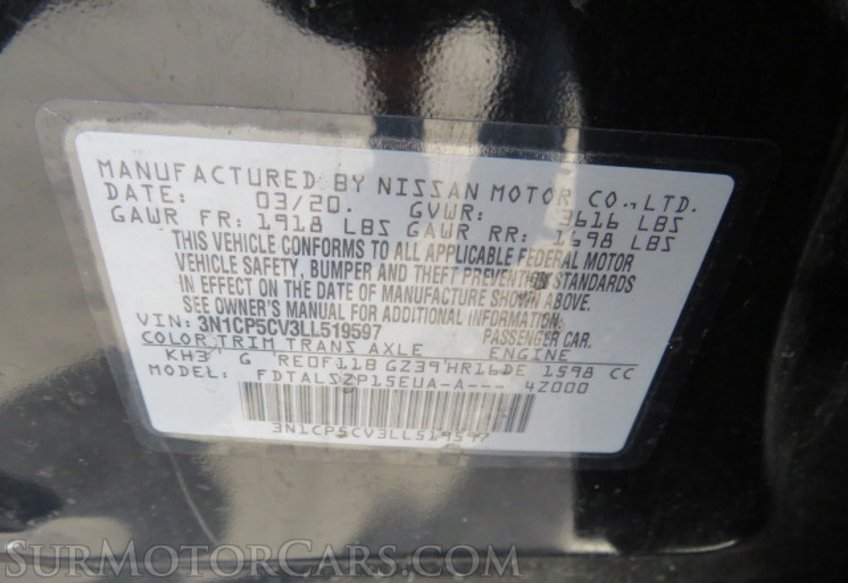 MANUFACTURED BY NISSAN MOTOR CO., LTD.
DATE: 03/20. GVWR: 3616 LBS
GAWR FR: 1918 LBS GAWR RR: 1698 LBS
THIS VEHICLE CONFORMS TO ALL APPLICABLE FEDERAL MOTOR
VEHICLE SAFETY, BUMPER AND THEFT PREVENTION STANDARDS
IN EFFECT ON THE DATE OF MANUFACTURE SHOWN ABOVE.
SEE OWNER'S MANUAL FOR ADDITIONAL INFORMATION.
VIN: 3N1CP5CV3LL519597 PASSENGER CAR.
COLOR TRIM TRANS AXLE ENGINE
KH3 G RE0F11B GZ39 HR16DE 1598 CC
MODEL: FDTALSZP15EUA-A--- 4Z000
3N1CP5CV3LL519597
SURMOTORCARS.COM